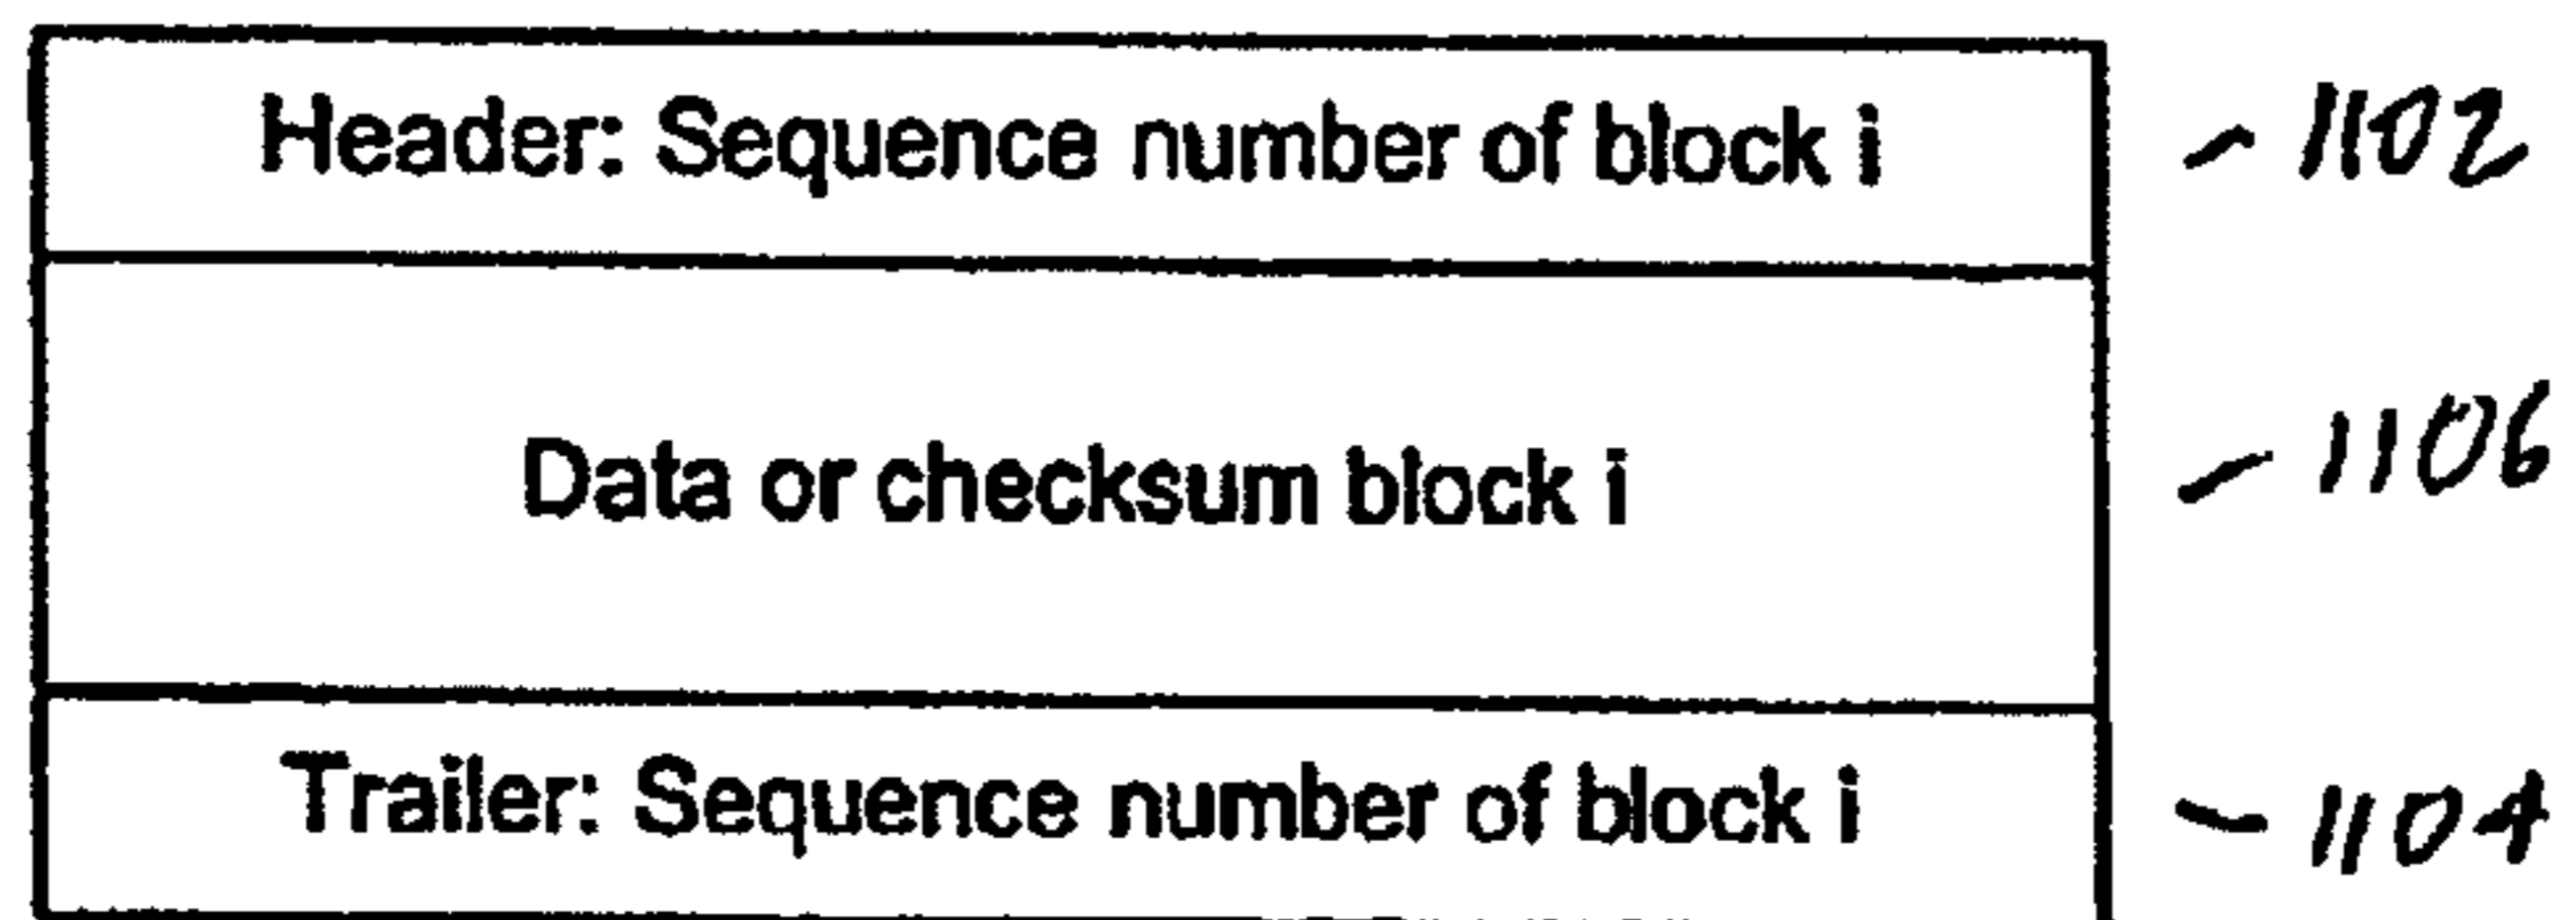 Header: Sequence number of block i - 1102
Data or checksum block i - 1106
Trailer: Sequence number of block i - 1104